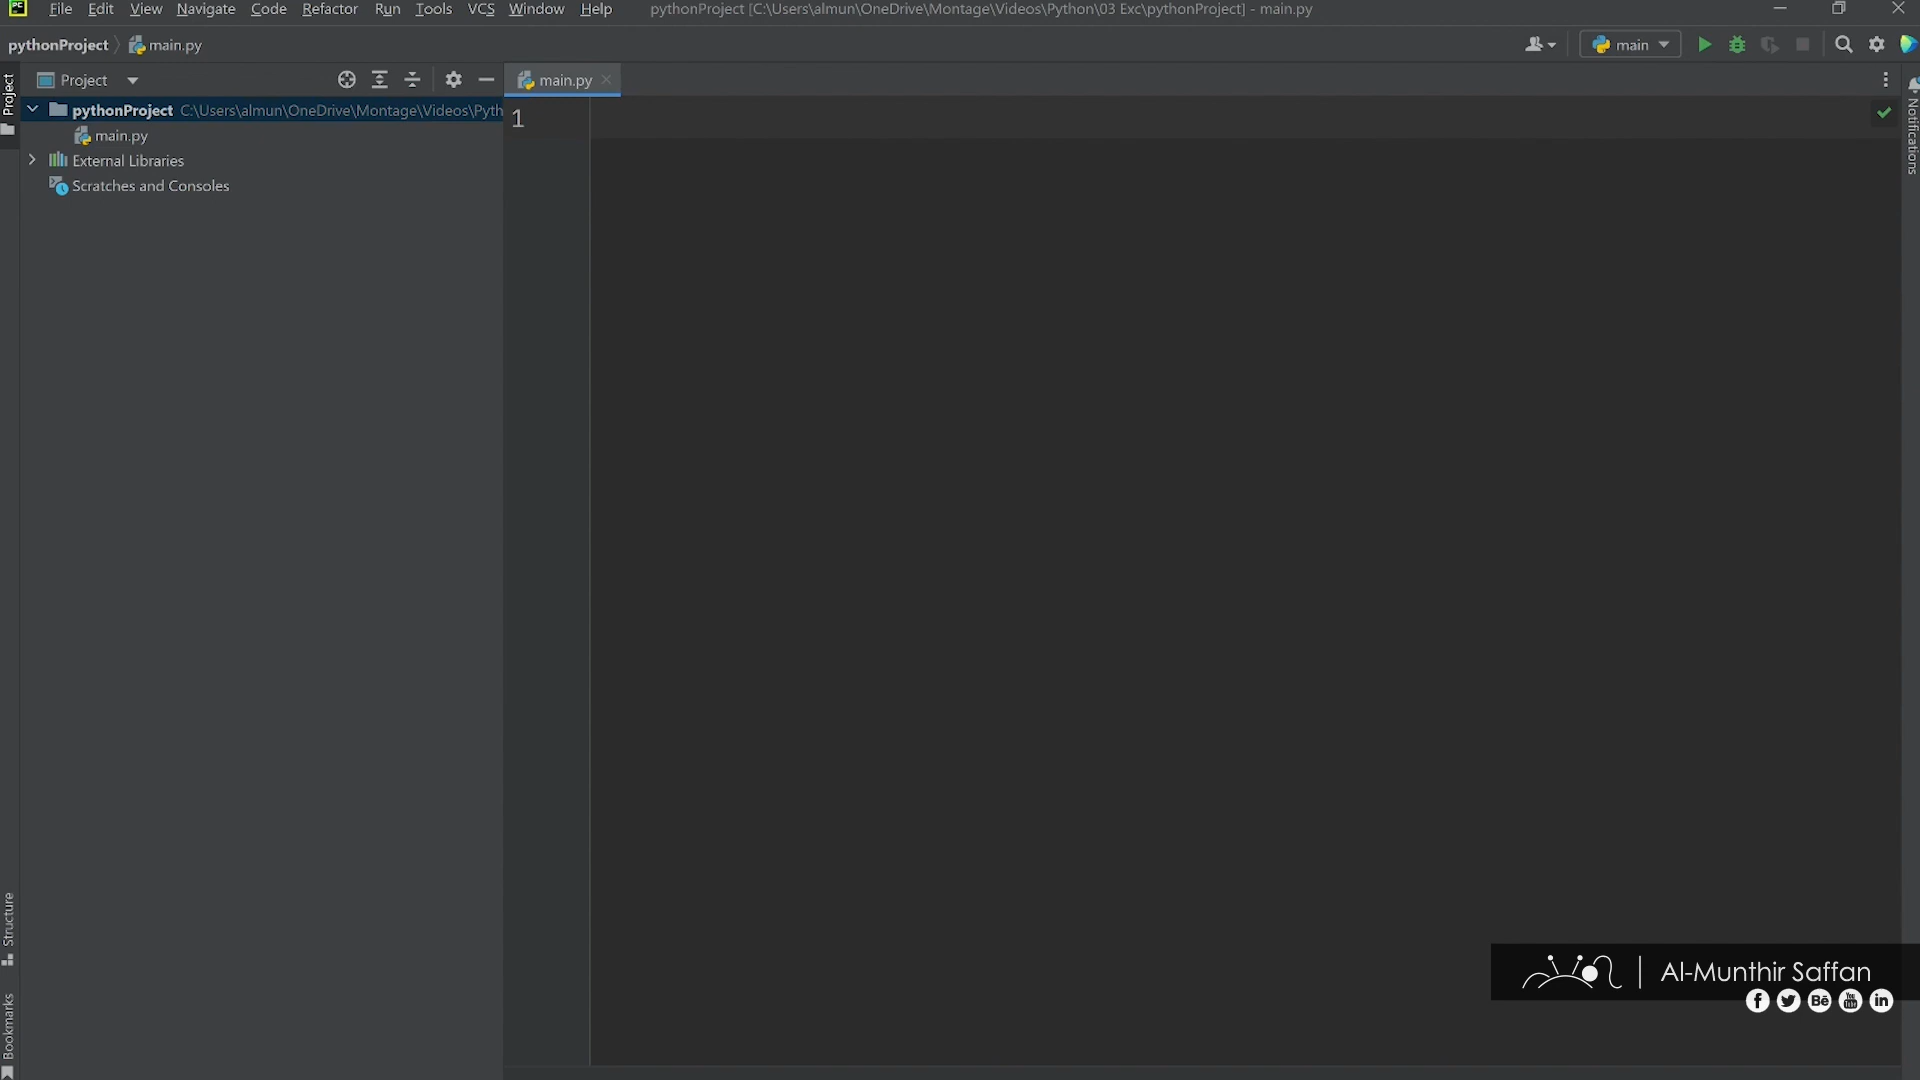 File Edit View Navigate Code Refactor Run Tools VCS Window Help pythonProject [C:\Users\almun\OneDrive\Montage\Videos\Python\03 Exc\pythonProject] - main.py
pythonProject main.py main
Project main.py
pythonProject C:\Users\almun\OneDrive\Montage\Videos\Pyth
main.py
External Libraries
Scratches and Consoles
1
Project
Structure
Bookmarks
Notifications
Al-Munthir Saffan